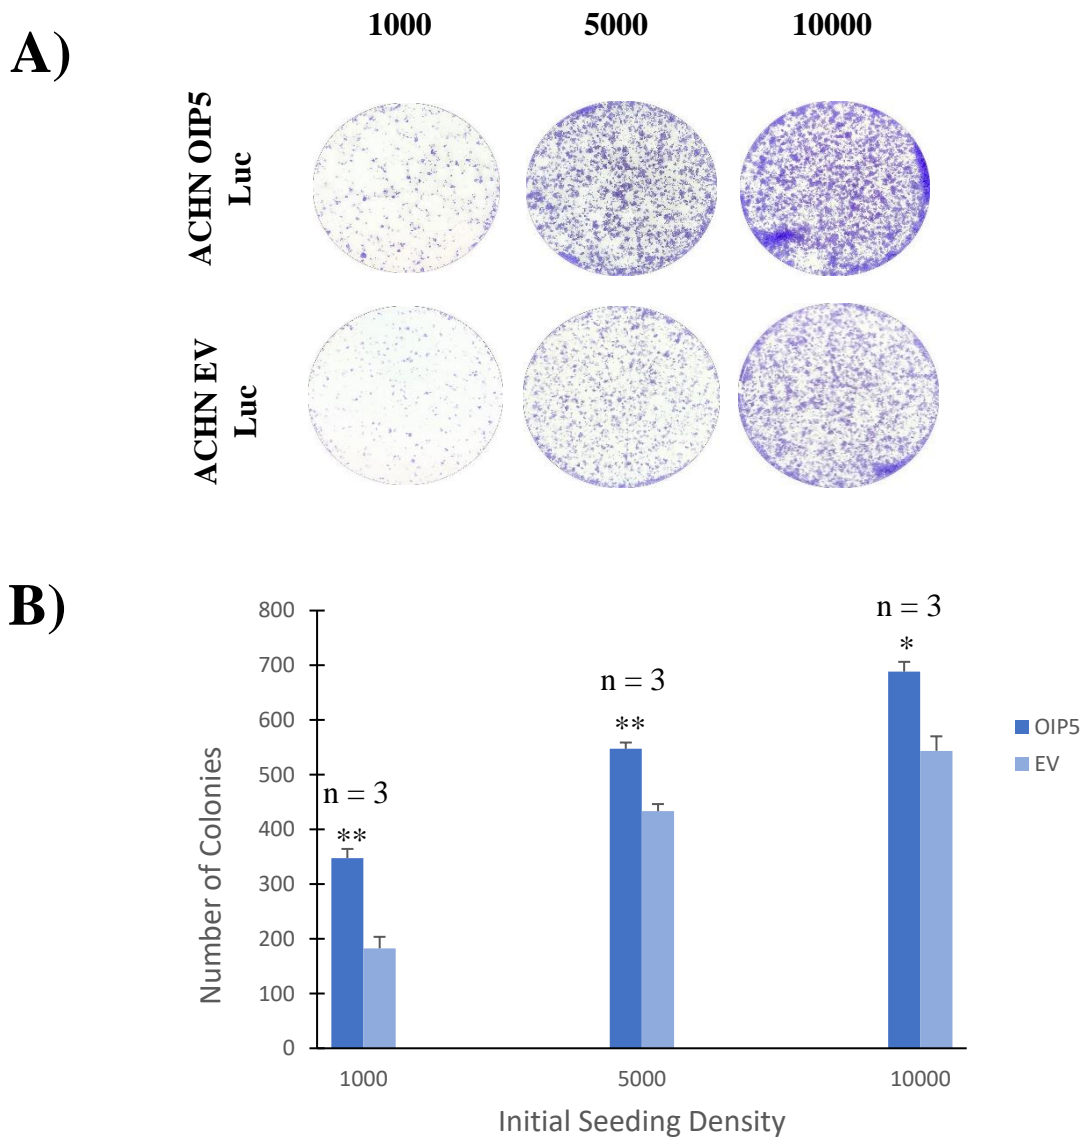 A)
1000 5000 10000
ACHN OIP5
Luc
ACHN EV
Luc
B)
Number of Colonies
800
700
600
500
400
300
200
100
0
n = 3
**
n = 3
**
n = 3
*
OIP5
EV
1000 5000 10000
Initial Seeding Density